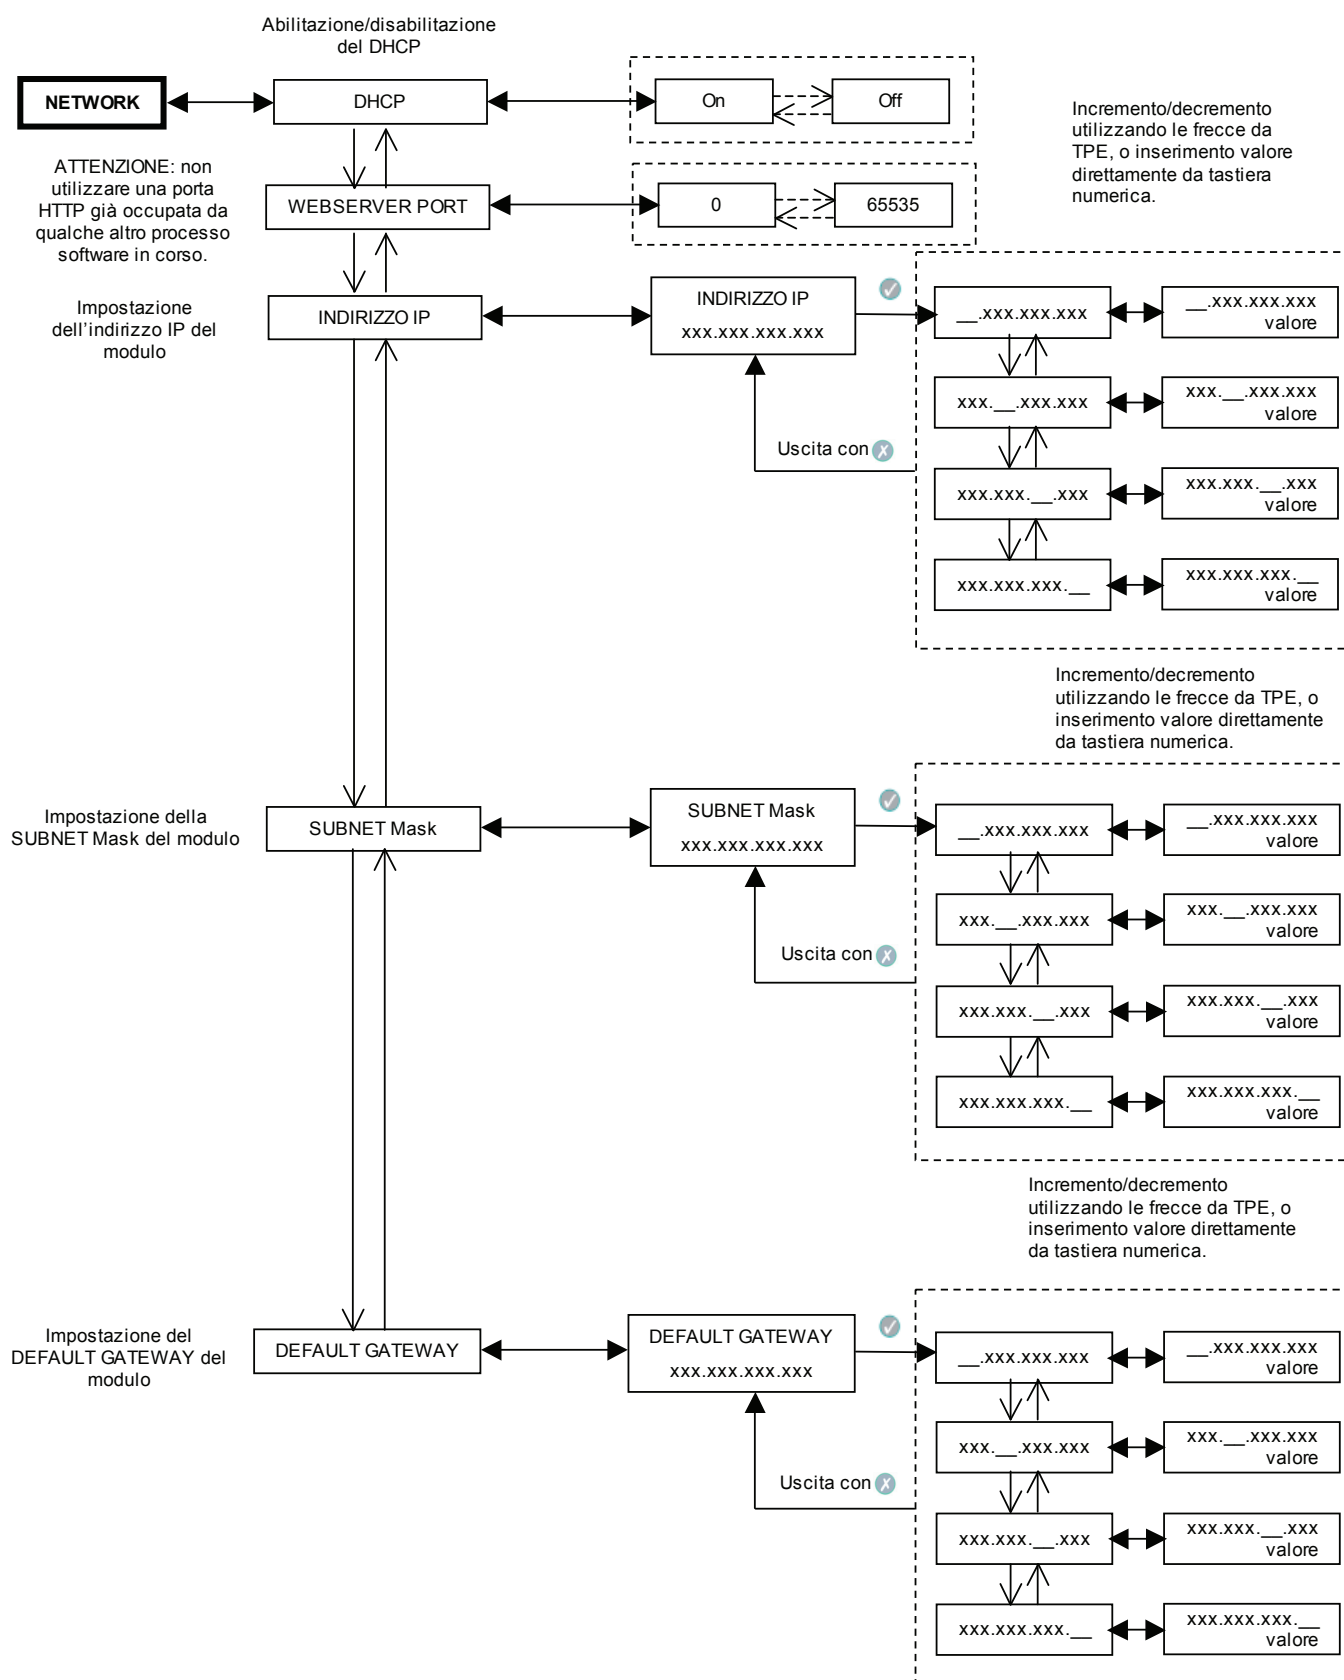 Abilitazione/disabilitazione
del DHCP
NETWORK
DHCP
On
Off
Incremento/decremento
utilizzando le frecce da
TPE, o inserimento valore
direttamente da tastiera
numerica.
ATTENZIONE: non
utilizzare una porta
HTTP già occupata da
qualche altro processo
software in corso.
WEBSERVER PORT
0
65535
Impostazione
dell'indirizzo IP del
modulo
INDIRIZZO IP
INDIRIZZO IP
xxx.xxx.xxx.xxx
__.xxx.xxx.xxx
__.xxx.xxx.xxx
valore
xxx.__.xxx.xxx
xxx.__.xxx.xxx
valore
Uscita con
xxx.xxx.__.xxx
xxx.xxx.__.xxx
valore
xxx.xxx.xxx.__
xxx.xxx.xxx.__
valore
Incremento/decremento
utilizzando le frecce da TPE, o
inserimento valore direttamente
da tastiera numerica.
Impostazione della
SUBNET Mask del modulo
SUBNET Mask
SUBNET Mask
xxx.xxx.xxx.xxx
__.xxx.xxx.xxx
__.xxx.xxx.xxx
valore
xxx.__.xxx.xxx
xxx.__.xxx.xxx
valore
Uscita con
xxx.xxx.__.xxx
xxx.xxx.__.xxx
valore
xxx.xxx.xxx.__
xxx.xxx.xxx.__
valore
Incremento/decremento
utilizzando le frecce da TPE, o
inserimento valore direttamente
da tastiera numerica.
Impostazione del
DEFAULT GATEWAY del
modulo
DEFAULT GATEWAY
DEFAULT GATEWAY
xxx.xxx.xxx.xxx
__.xxx.xxx.xxx
__.xxx.xxx.xxx
valore
xxx.__.xxx.xxx
xxx.__.xxx.xxx
valore
Uscita con
xxx.xxx.__.xxx
xxx.xxx.__.xxx
valore
xxx.xxx.xxx.__
xxx.xxx.xxx.__
valore